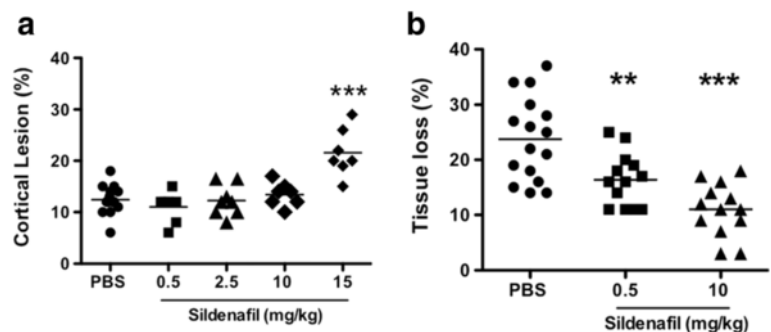 a
Cortical Lesion (%)
40
30
20
10
0
***
PBS
0.5
2.5
10
15
Sildenafil (mg/kg)
b
Tissue loss (%)
40
30
20
10
0
**
***
PBS
0.5
10
Sildenafil (mg/kg)